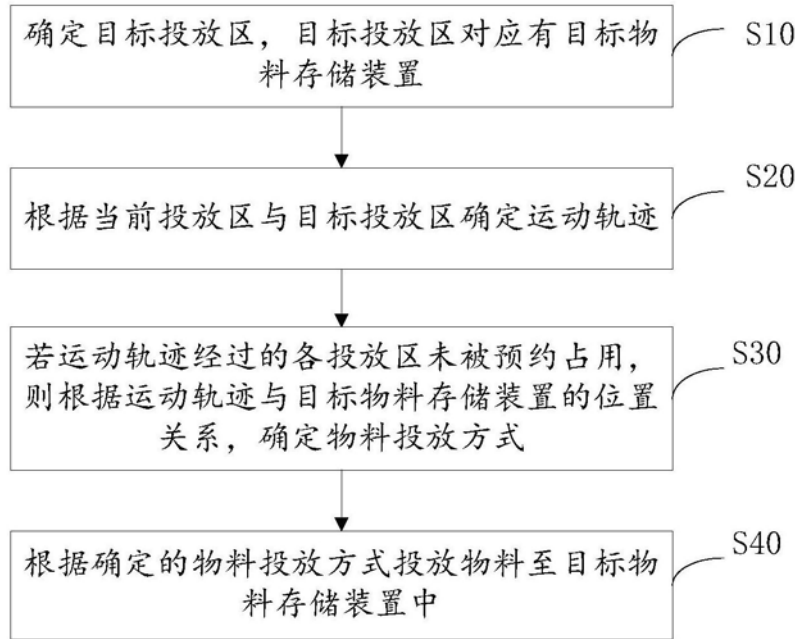 确定目标投放区，目标投放区对应有目标物
料存储装置
S10
根据当前投放区与目标投放区确定运动轨迹
S20
若运动轨迹经过的各投放区未被预约占用，
则根据运动轨迹与目标物料存储装置的位置
关系，确定物料投放方式
S30
根据确定的物料投放方式投放物料至目标物
料存储装置中
S40